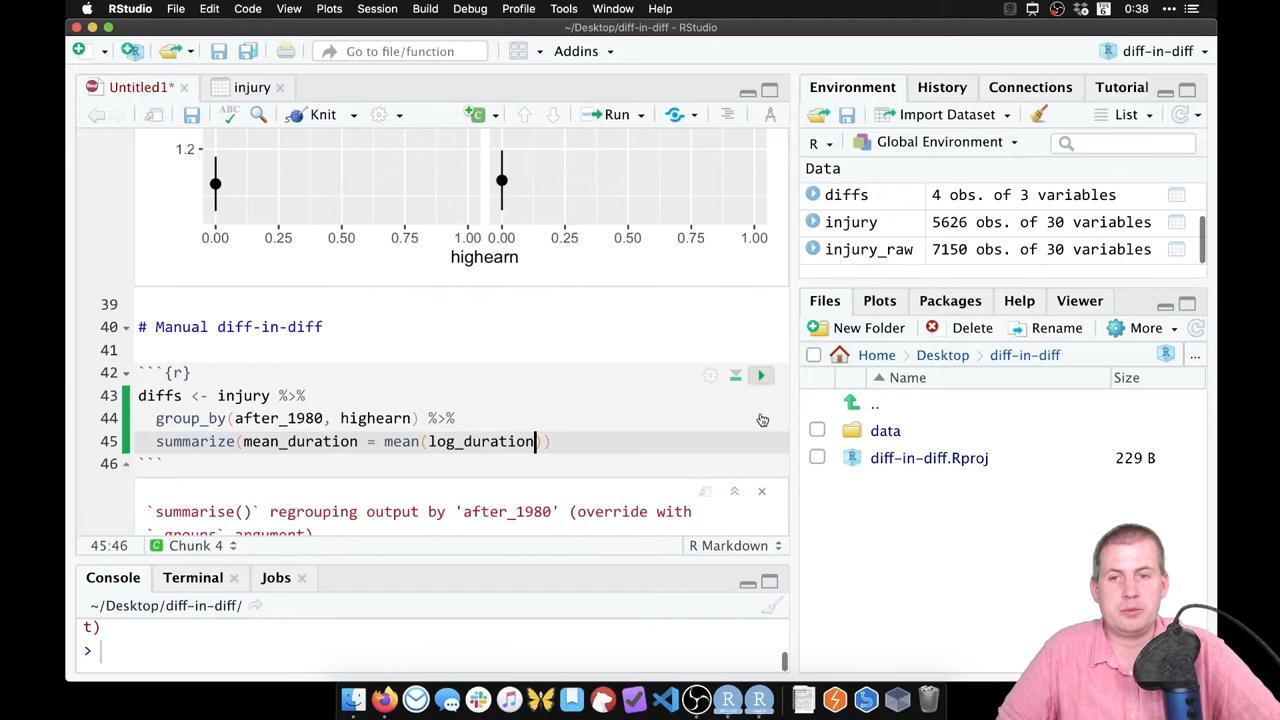 RStudio File Edit Code View Plots Session Build Debug Profile Tools Window Help TUE 6 0:38
~/Desktop/diff-in-diff - RStudio
Go to file/function Addins diff-in-diff
Untitled1* injury
Environment History Connections Tutorial
ABC Knit Run
Import Dataset List
R Global Environment
Data
diffs 4 obs. of 3 variables
injury 5626 obs. of 30 variables
injury_raw 7150 obs. of 30 variables
1.2
0.00 0.25 0.50 0.75 1.00 0.00 0.25 0.50 0.75 1.00
highearn
Files Plots Packages Help Viewer
New Folder Delete Rename More
Home Desktop diff-in-diff ...
Name Size
..
data
diff-in-diff.Rproj 229 B
39
40 # Manual diff-in-diff
41
42 ```{r}
43 diffs <- injury %>%
44 group_by(after_1980, highearn) %>%
45 summarize(mean_duration = mean(log_duration))
46 ```
`summarise()` regrouping output by 'after_1980' (override with
`.groups` argument)
45:46 C Chunk 4 R Markdown
Console Terminal Jobs
~/Desktop/diff-in-diff/
t)
>